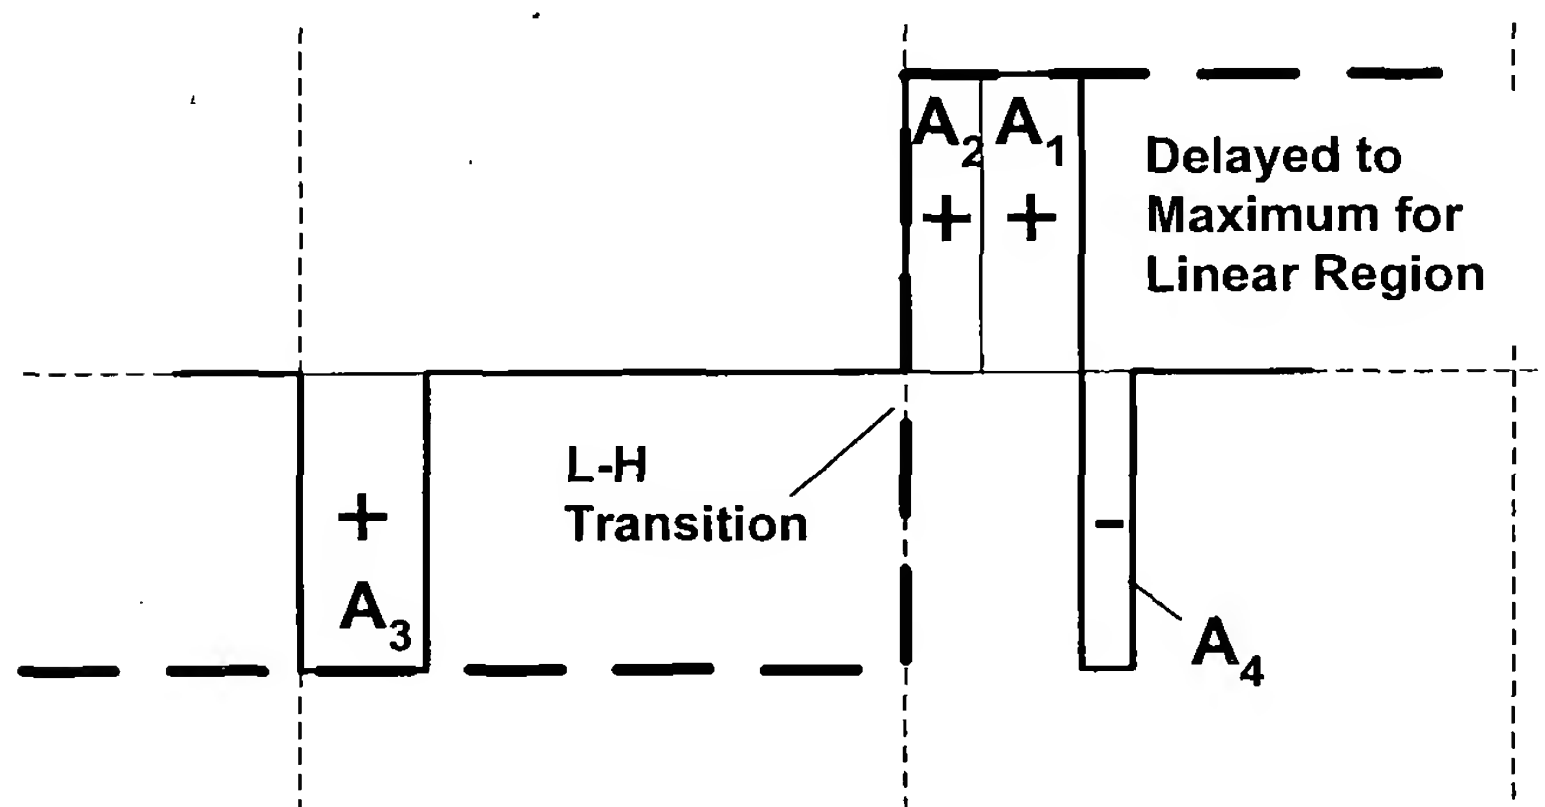 A2 A1
+ +
Delayed to
Maximum for
Linear Region
L-H
Transition
+
A3
-
A4